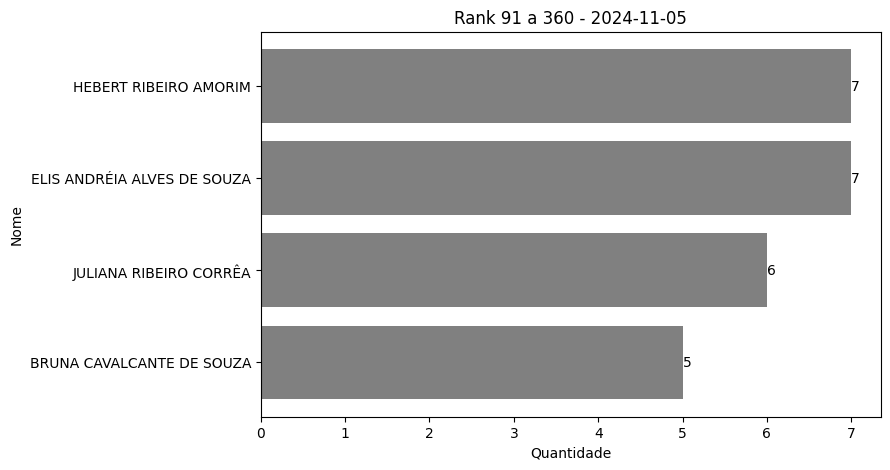 Rank 91 a 360 - 2024-11-05
HEBERT RIBEIRO AMORIM
7
ELIS ANDRÉIA ALVES DE SOUZA
7
JULIANA RIBEIRO CORRÊA
6
BRUNA CAVALCANTE DE SOUZA
5
Nome
0 1 2 3 4 5 6 7
Quantidade